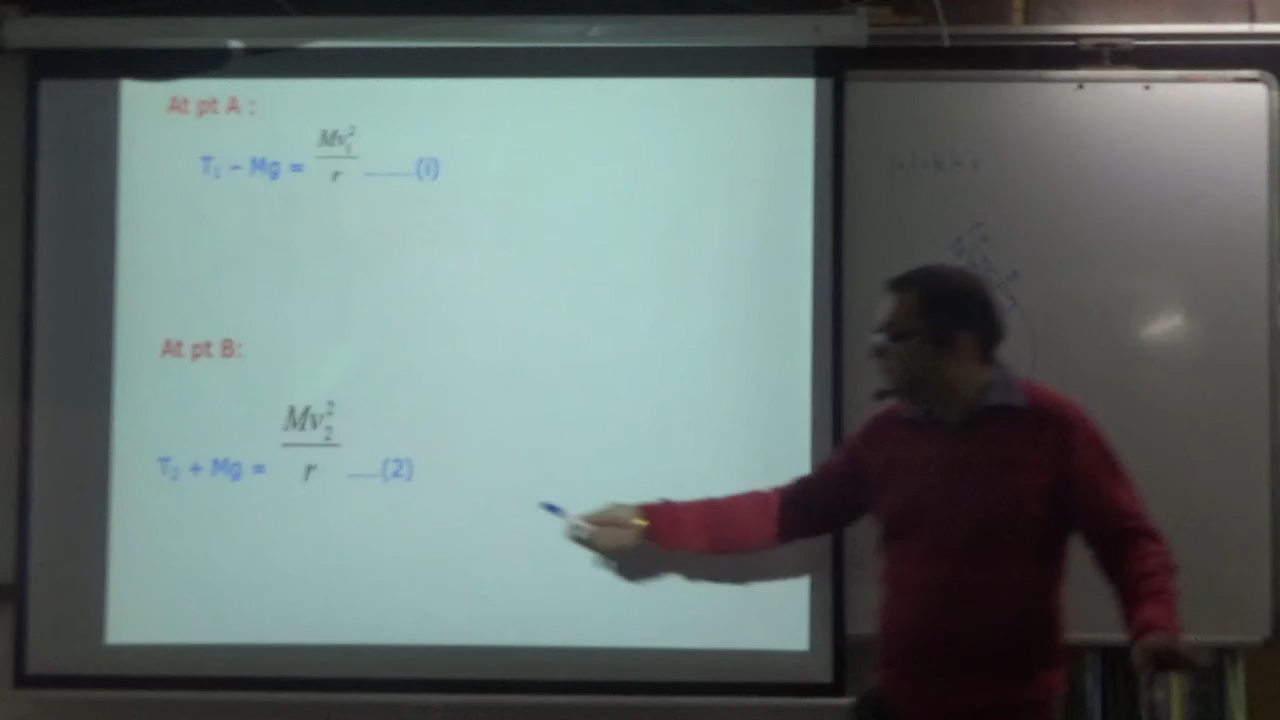 At pt A :
T₁ – Mg = Mv₁²/r ........(i)
At pt B:
T₂ + Mg = Mv₂²/r .....(2)